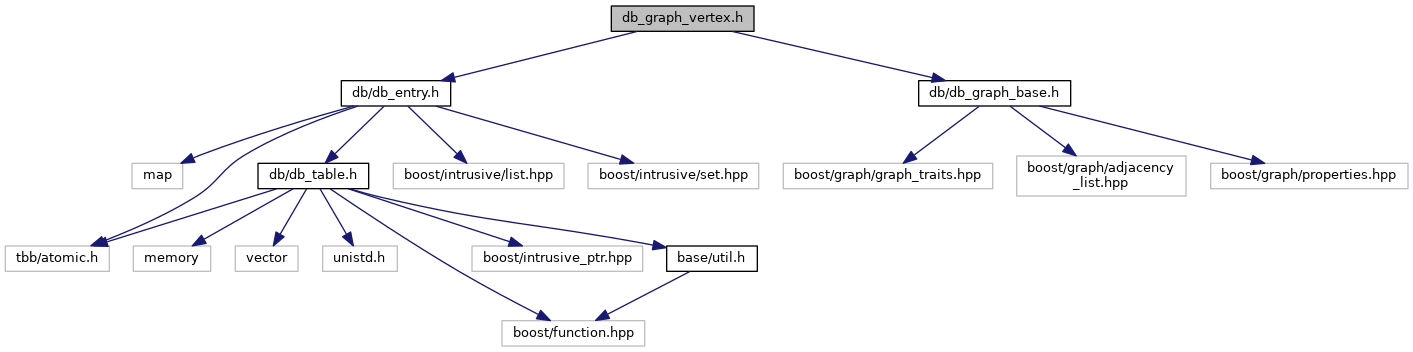 db_graph_vertex.h
db/db_entry.h
db/db_graph_base.h
map
db/db_table.h
boost/intrusive/list.hpp
boost/intrusive/set.hpp
boost/graph/graph_traits.hpp
boost/graph/adjacency
_list.hpp
boost/graph/properties.hpp
tbb/atomic.h
memory
vector
unistd.h
boost/intrusive_ptr.hpp
base/util.h
boost/function.hpp